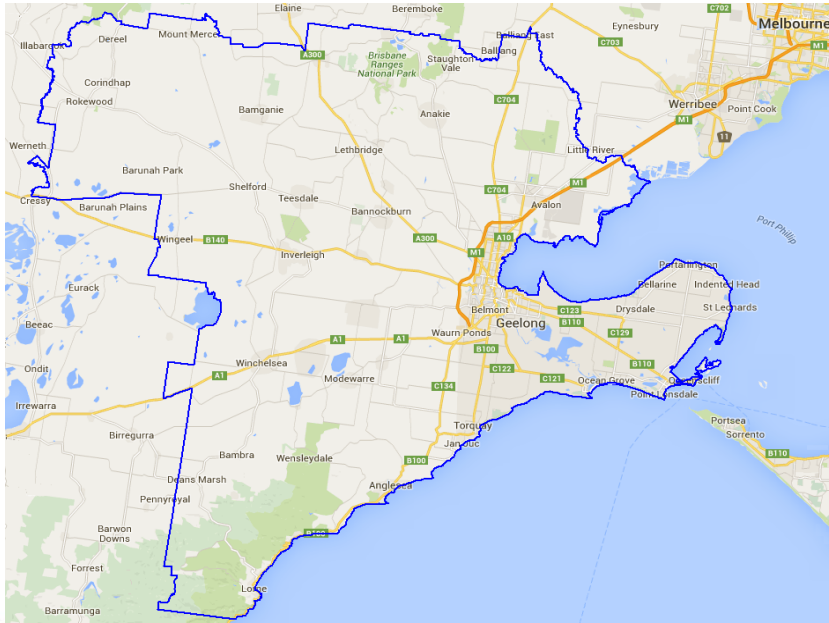 Elaine
Beremboke
C702
Melbourne
Illabarook
Dereel
Mount Mercer
A300
Brisbane
Ranges
National Park
Staughton
Vale
Balliang
Balliang East
Eynesbury
C703
Corindhap
Rokewood
Bamganie
Anakie
C704
Werribee
Point Cook
M1
11
Werneth
Lethbridge
Little River
Barunah Park
M1
Cressy
Barunah Plains
Shelford
Teesdale
Bannockburn
C704
Avalon
Wingeel
B140
A300
A10
M1
Port Phillip
Inverleigh
Portarlington
Eurack
Bellarine
Indented Head
Beeac
Belmont
C123
Drysdale
St Leonards
Geelong
B110
Waurn Ponds
C129
A1
A1
B100
Ondit
Winchelsea
C122
B110
A1
Modewarre
C134
C121
Ocean Grove
Queenscliff
Irrewarra
Point Lonsdale
Birregurra
Torquay
Portsea
Jan Juc
Sorrento
Bambra
Wensleydale
B100
B110
Deans Marsh
Anglesea
Pennyroyal
Barwon
Downs
B100
Forrest
Lorne
Barramunga